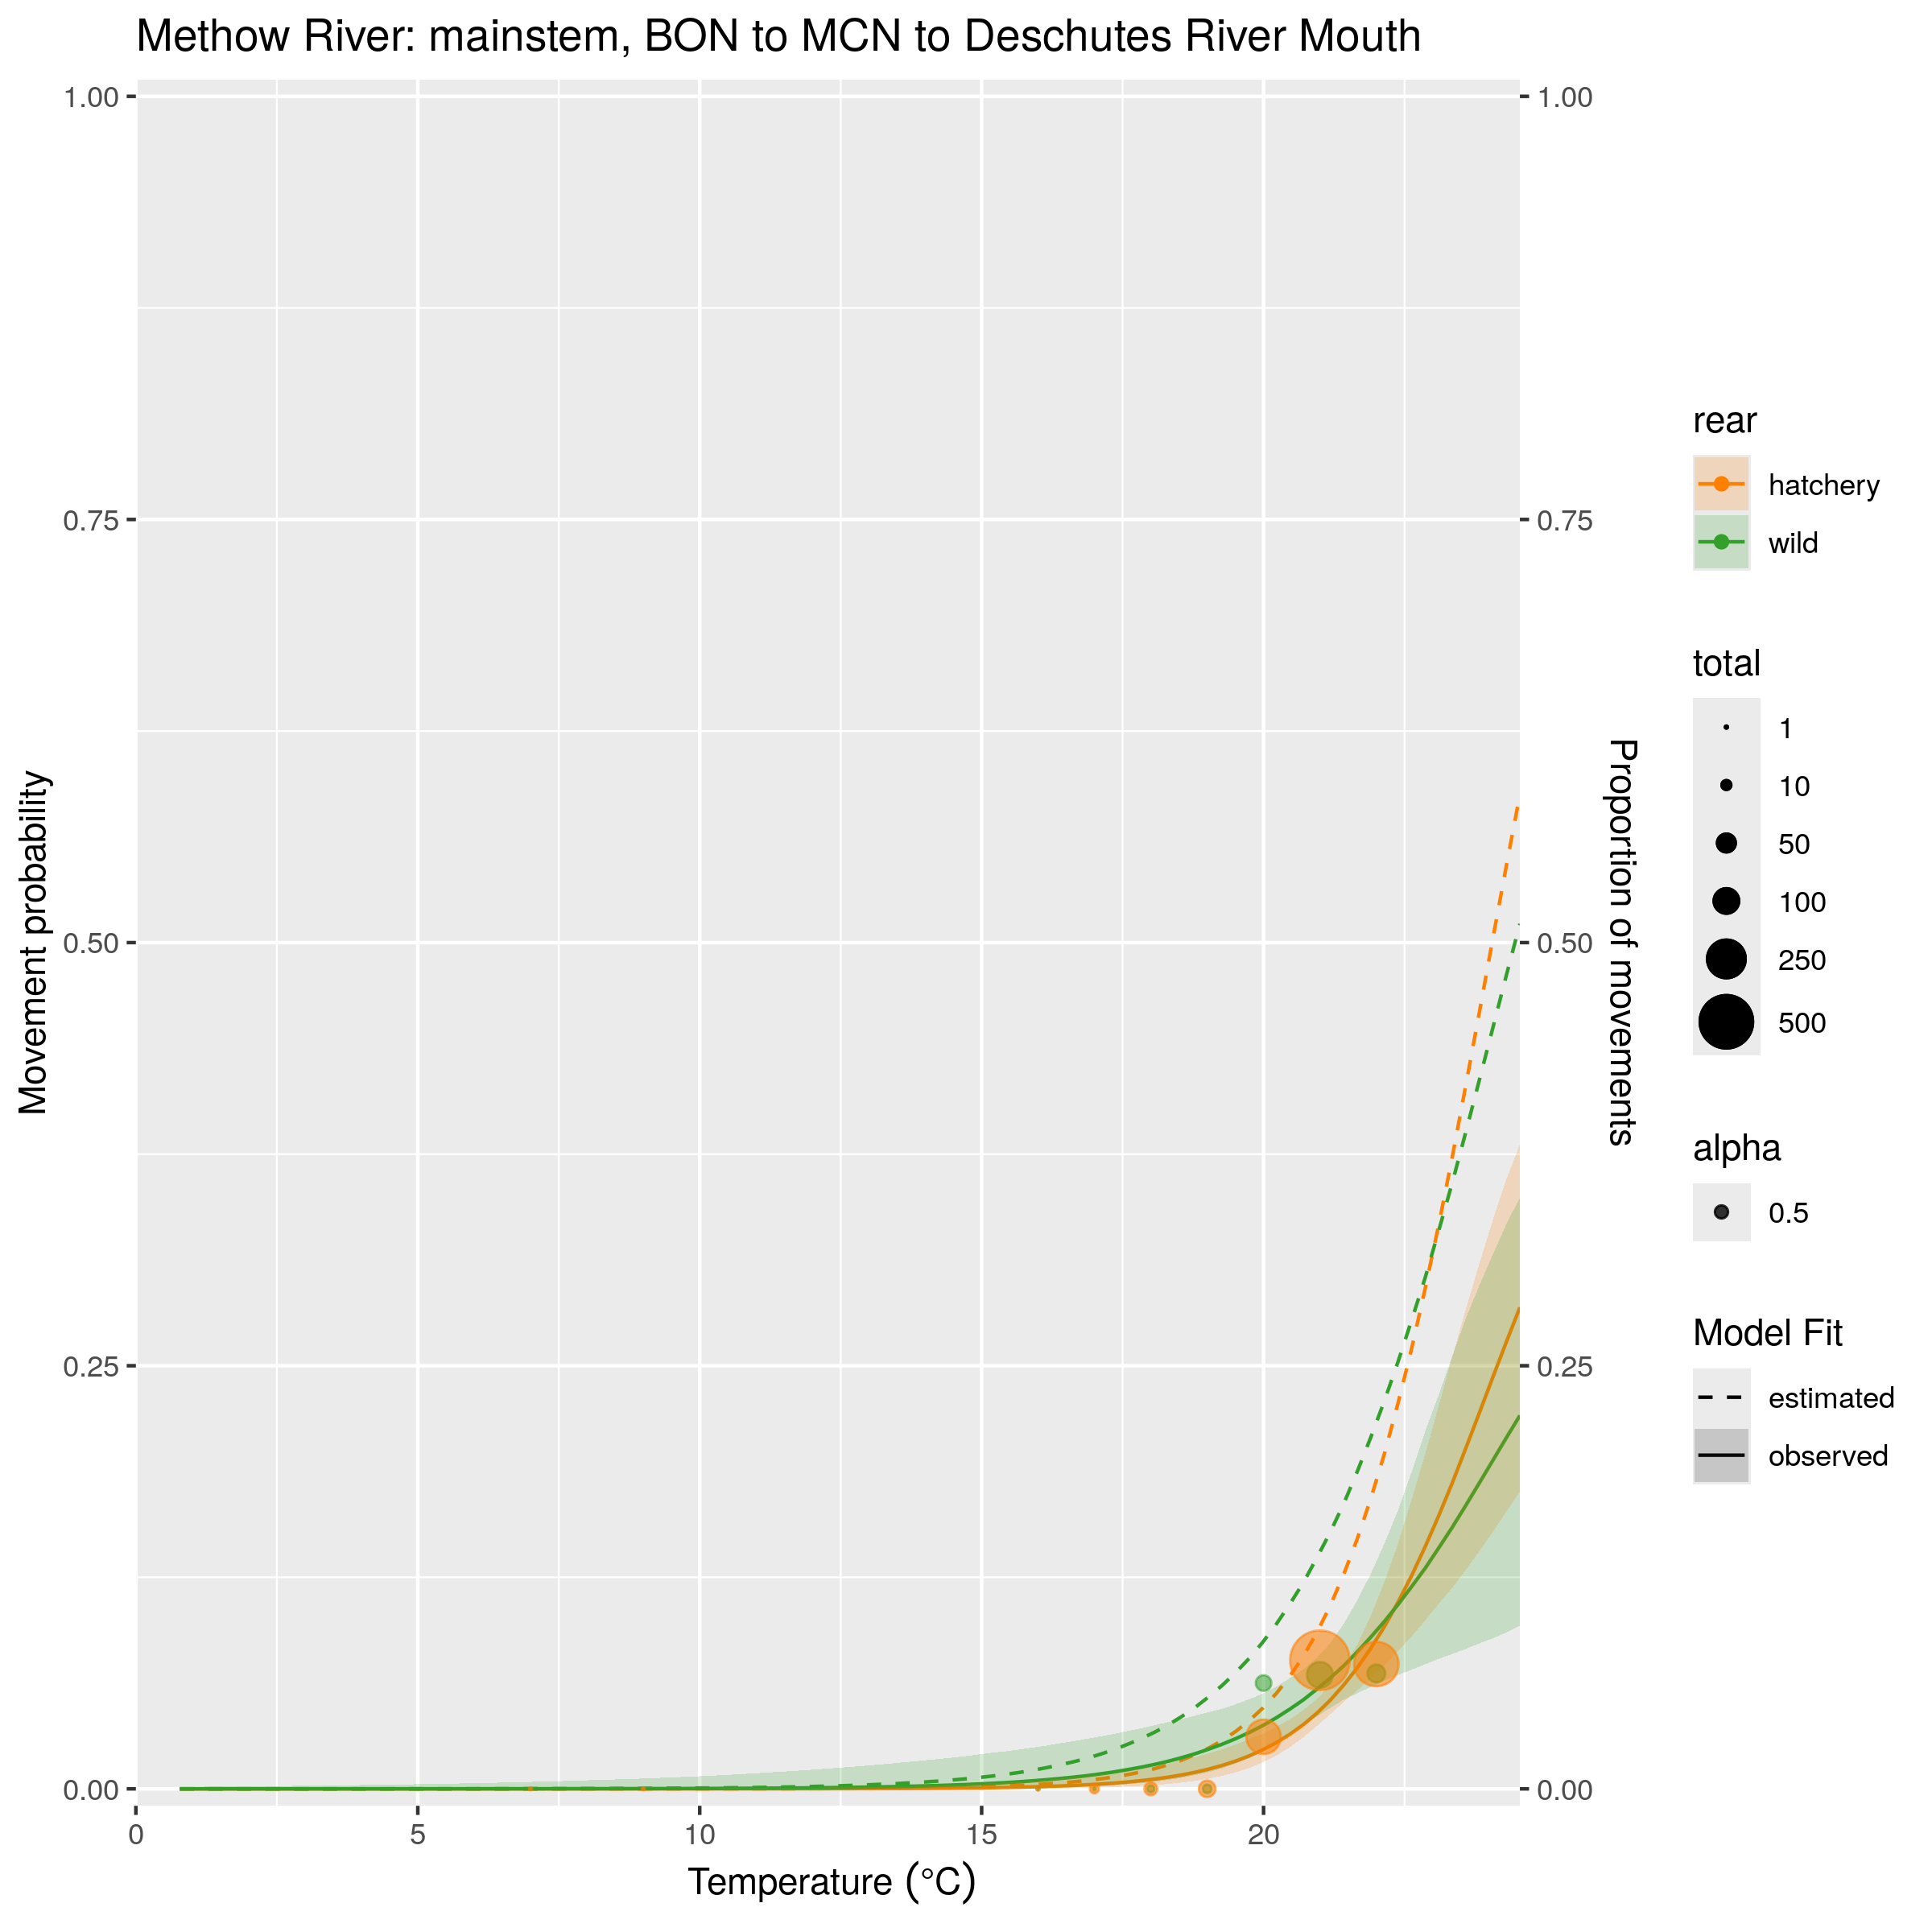 Methow River: mainstem, BON to MCN to Deschutes River Mouth
1.00
0.75
0.50
0.25
0.00
Movement probability
0
5
10
15
20
Temperature (°C)
1.00
0.75
0.50
0.25
0.00
Proportion of movements
rear
hatchery
wild
total
1
10
50
100
250
500
alpha
0.5
Model Fit
estimated
observed